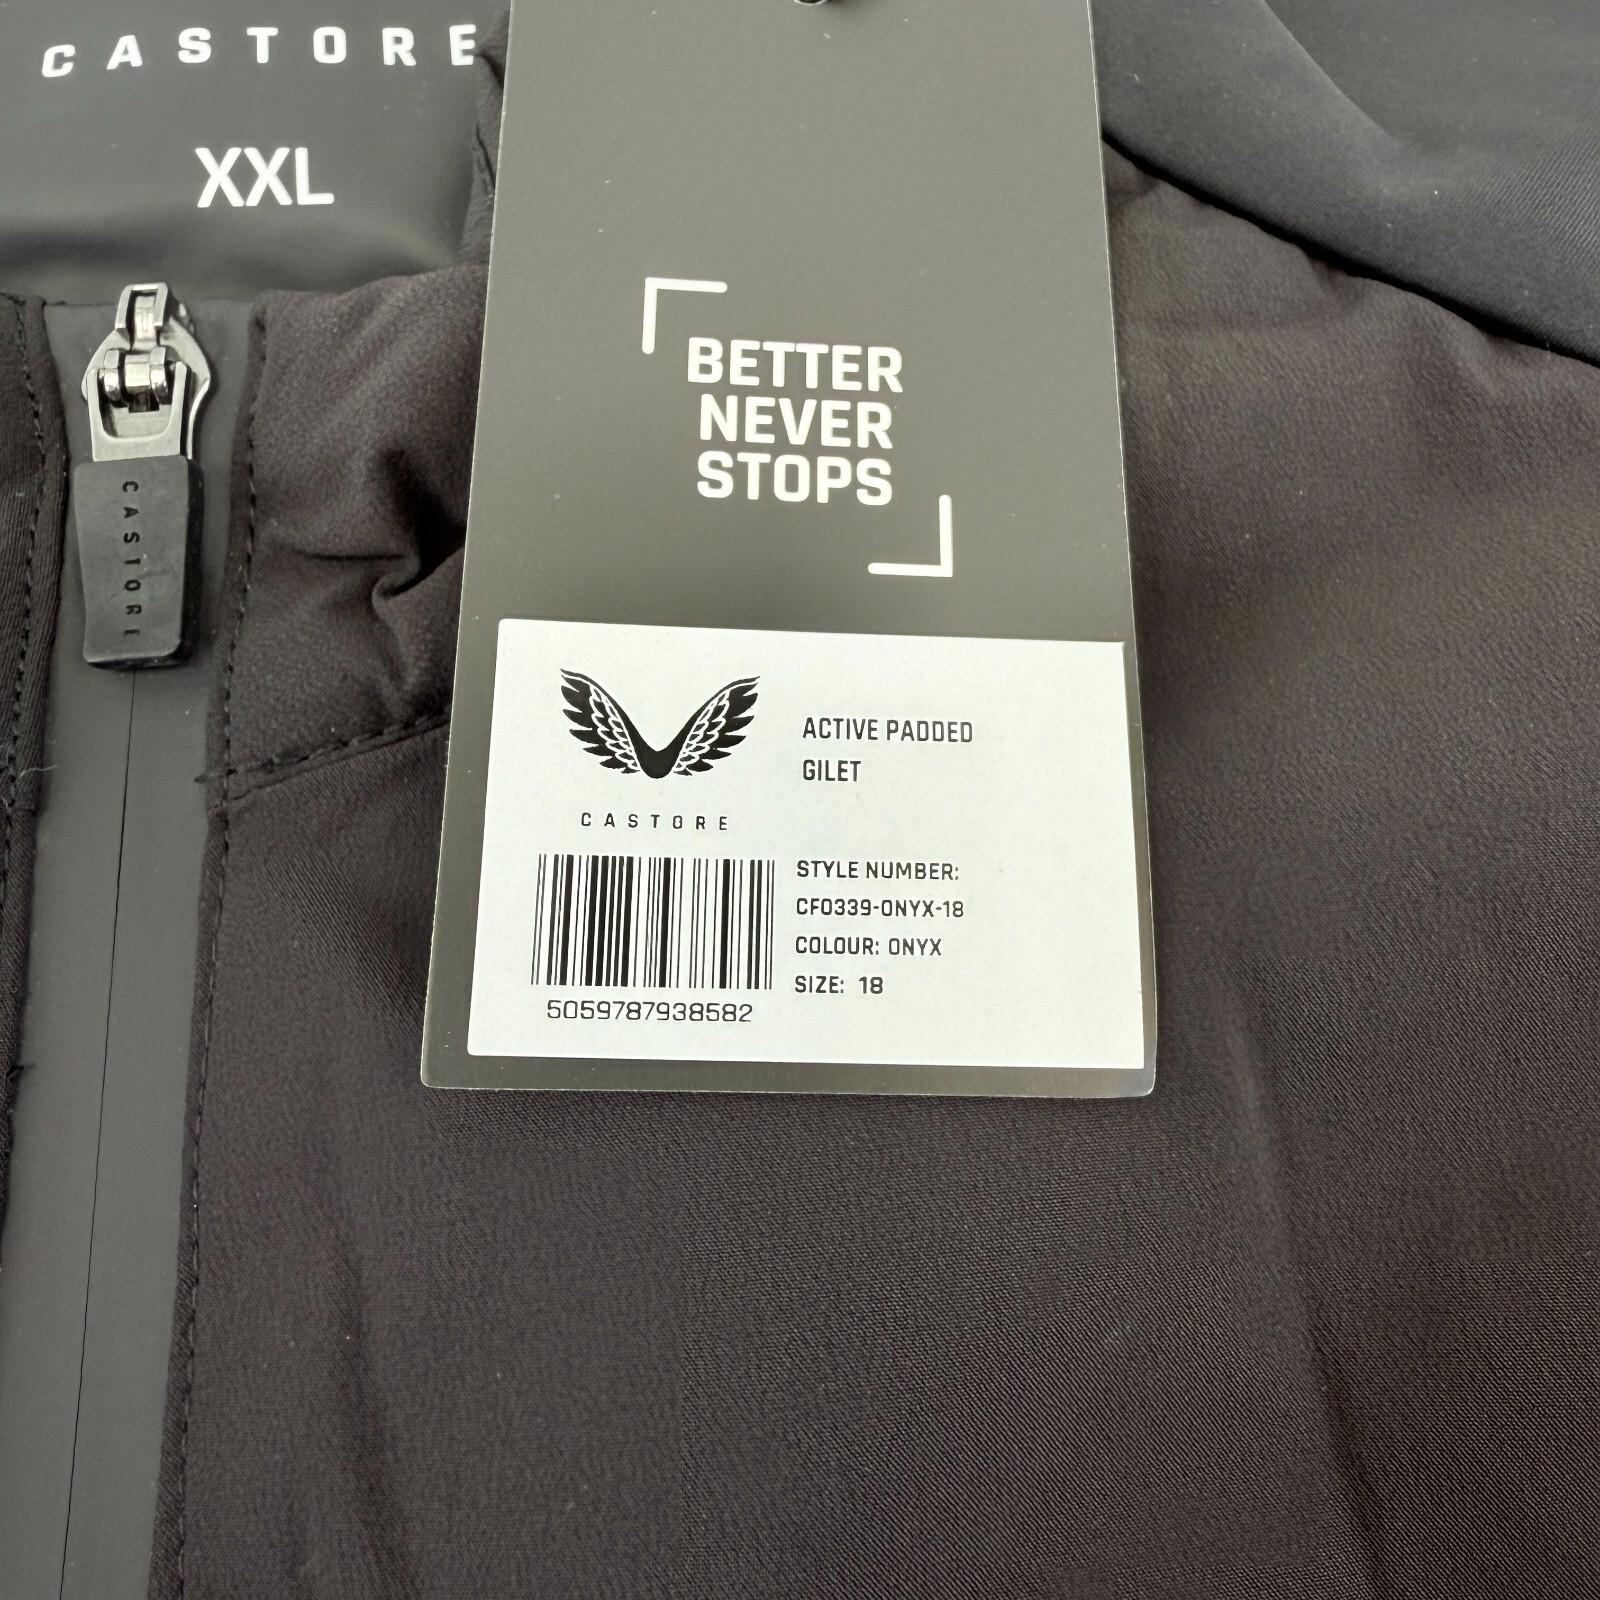 CASTORE
XXL
CASTORE
BETTER
NEVER
STOPS
CASTORE
ACTIVE PADDED
GILET
STYLE NUMBER:
CF0339-ONYX-18
COLOUR: ONYX
SIZE: 18
5059787938582